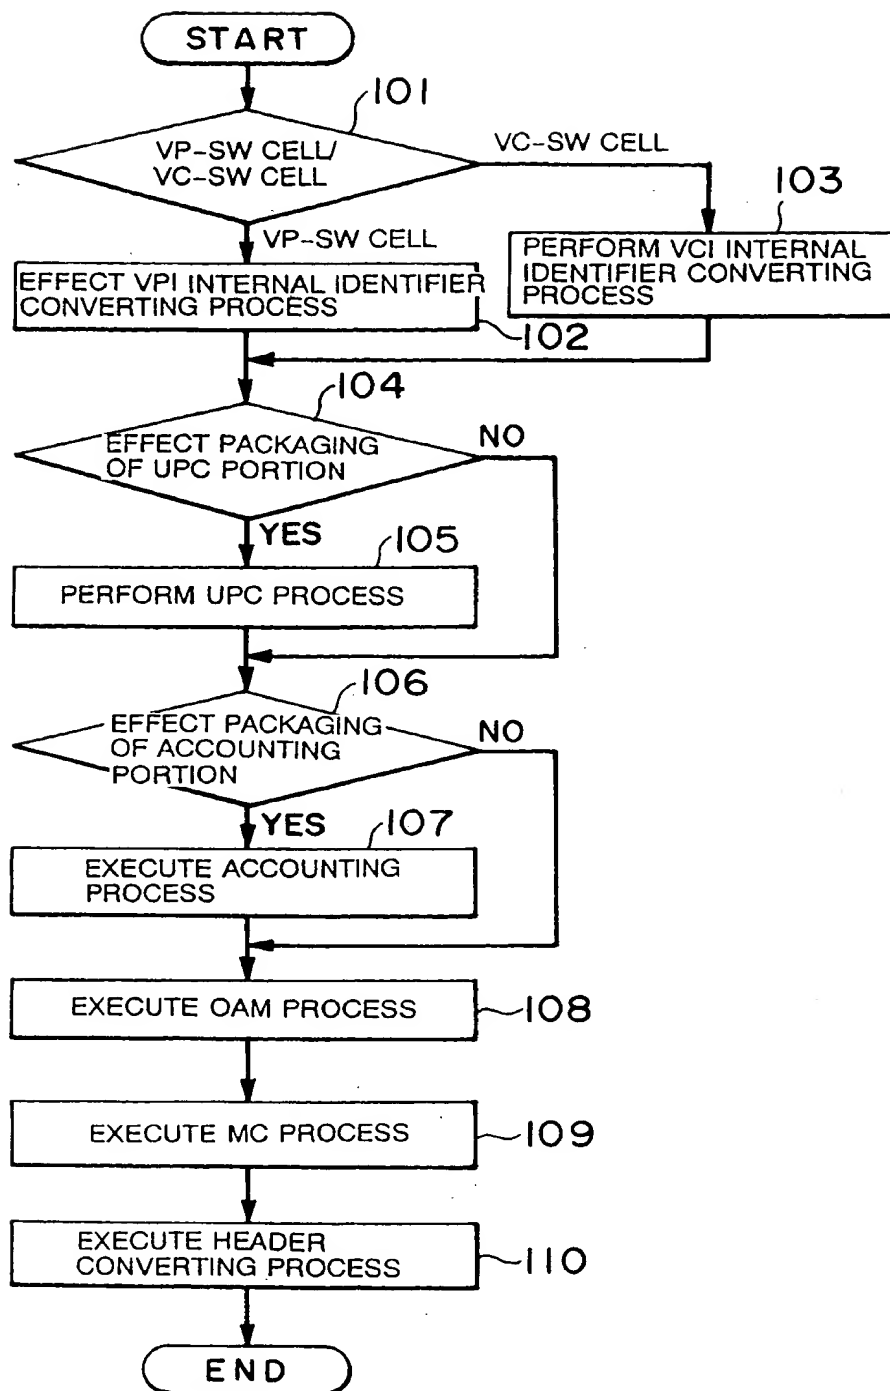 START
101
VP-SW CELL/
VC-SW CELL
VC-SW CELL
103
VP-SW CELL
PERFORM VCI INTERNAL
IDENTIFIER CONVERTING
PROCESS
EFFECT VPI INTERNAL IDENTIFIER
CONVERTING PROCESS
102
104
EFFECT PACKAGING
OF UPC PORTION
NO
YES
105
PERFORM UPC PROCESS
106
EFFECT PACKAGING
OF ACCOUNTING
PORTION
NO
YES
107
EXECUTE ACCOUNTING
PROCESS
EXECUTE OAM PROCESS
108
EXECUTE MC PROCESS
109
EXECUTE HEADER
CONVERTING PROCESS
110
END